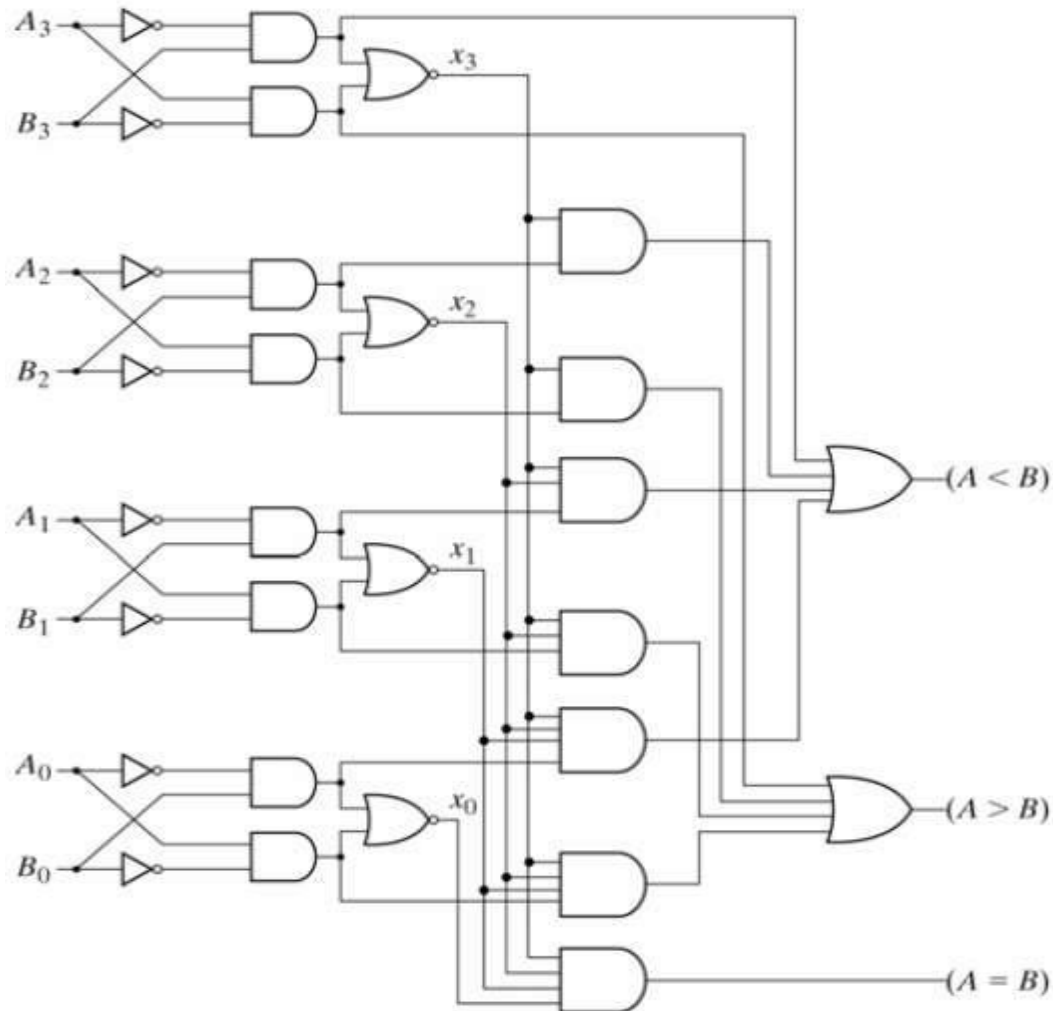 A₃
x₃
B₃
A₂
x₂
B₂
(A < B)
A₁
x₁
B₁
A₀
x₀
(A > B)
B₀
(A = B)